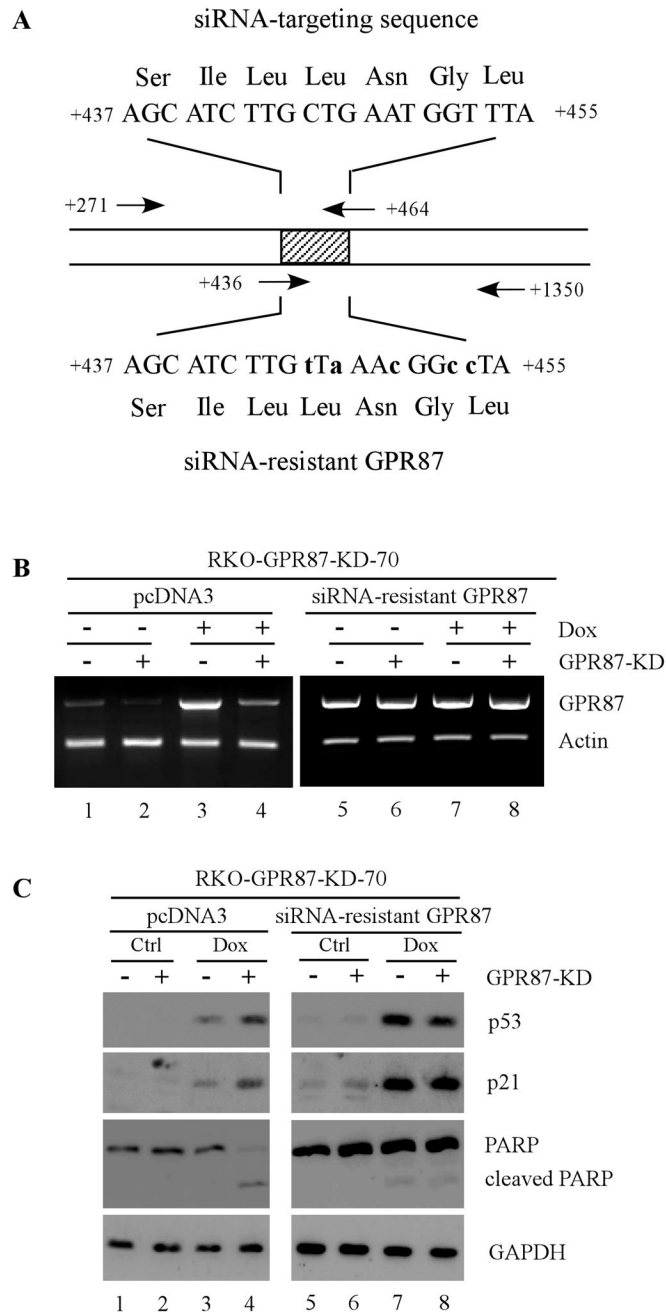 A
siRNA-targeting sequence
Ser Ile Leu Leu Asn Gly Leu
+437 AGC ATC TTG CTG AAT GGT TTA +455
+271 +464
+436 +1350
+437 AGC ATC TTG tTa AAc GGc cTA +455
Ser Ile Leu Leu Asn Gly Leu
siRNA-resistant GPR87
B
RKO-GPR87-KD-70
pcDNA3 siRNA-resistant GPR87
- - + + - - + + Dox
- + - + - + - + GPR87-KD
GPR87
Actin
1 2 3 4 5 6 7 8
C
RKO-GPR87-KD-70
pcDNA3 siRNA-resistant GPR87
Ctrl Dox Ctrl Dox
- + - + - + - + GPR87-KD
p53
p21
PARP
cleaved PARP
GAPDH
1 2 3 4 5 6 7 8